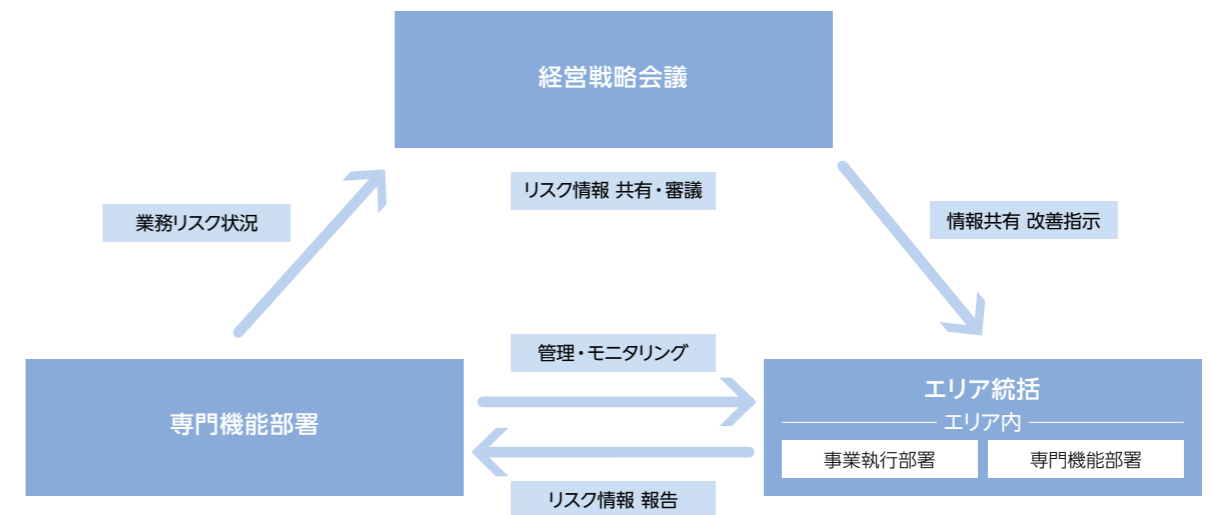 経営戦略会議
リスク情報 共有・審議
業務リスク状況
情報共有 改善指示
管理・モニタリング
専門機能部署
エリア統括
エリア内
事業執行部署
専門機能部署
リスク情報 報告